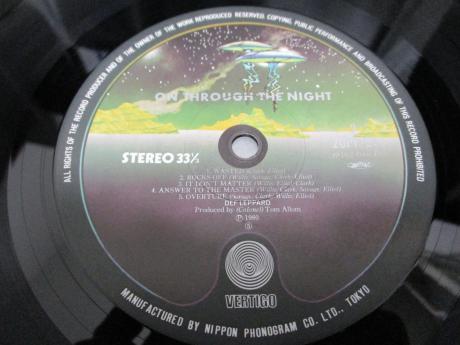 ALL RIGHTS OF THE RECORD PRODUCER AND OF THE OWNER OF THE WORK REPRODUCED RESERVED. COPYING, PUBLIC PERFORMANCE AND BROADCASTING OF THIS RECORD PROHIBITED
ON THROUGH THE NIGHT
STEREO 33⅓
1. WASTED (Clark, Elliot)
2. ROCKS OFF (Willis, Savage, Clark, Elliot)
3. IT DON'T MATTER (Willis, Elliot, Clark)
4. ANSWER TO THE MASTER (Willis, Clark, Savage, Elliot)
5. OVERTURE (Savage, Clark, Willis, Elliot)
DEF LEPPARD
Produced by (Colonel) Tom Allom
Ⓟ 1980
Ⓢ
VERTIGO
MANUFACTURED BY NIPPON PHONOGRAM CO. LTD., TOKYO